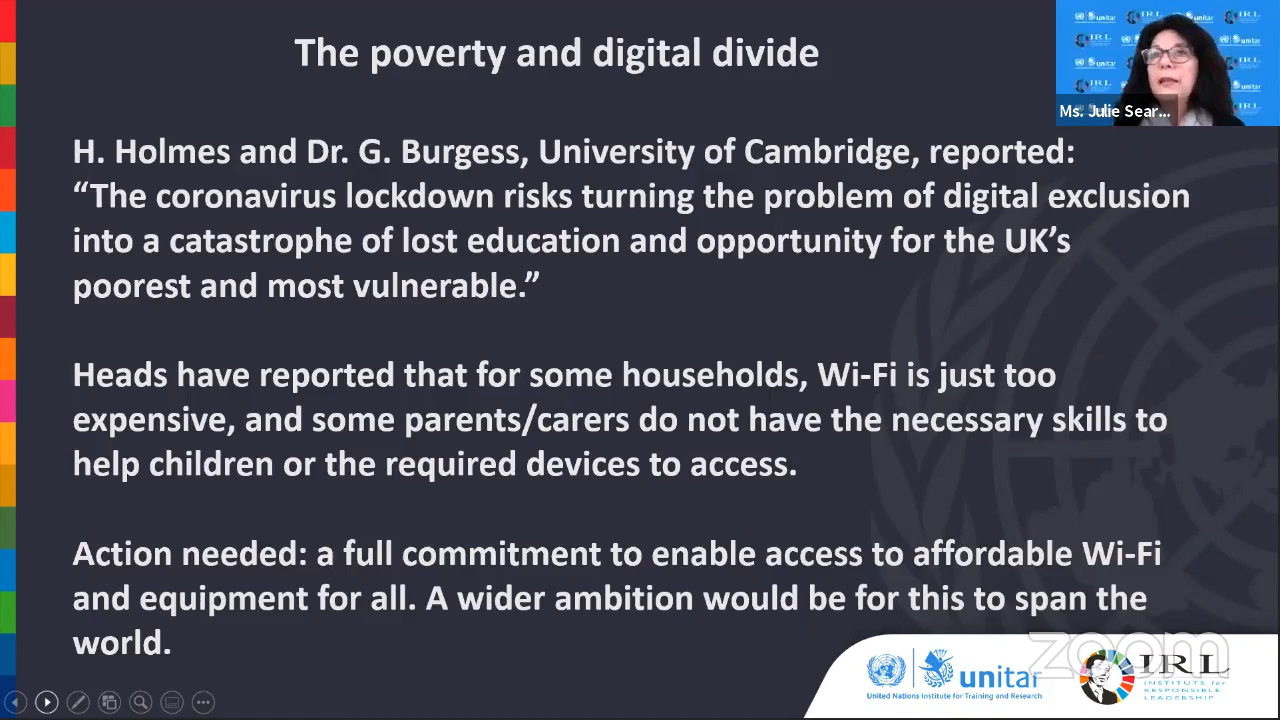 The poverty and digital divide
Ms. Julie Sear...
H. Holmes and Dr. G. Burgess, University of Cambridge, reported:
“The coronavirus lockdown risks turning the problem of digital exclusion
into a catastrophe of lost education and opportunity for the UK’s
poorest and most vulnerable.”
Heads have reported that for some households, Wi-Fi is just too
expensive, and some parents/carers do not have the necessary skills to
help children or the required devices to access.
Action needed: a full commitment to enable access to affordable Wi-Fi
and equipment for all. A wider ambition would be for this to span the
world.
zoom
unitar
United Nations Institute for Training and Research
IRL
INSTITUTE for
RESPONSIBLE
LEADERSHIP